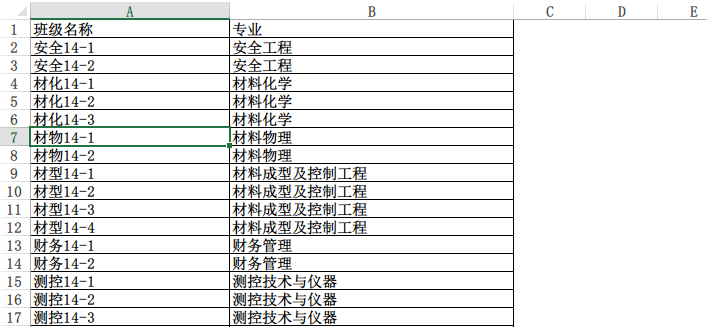 A B C D E
1 班级名称 专业
2 安全14-1 安全工程
3 安全14-2 安全工程
4 材化14-1 材料化学
5 材化14-2 材料化学
6 材化14-3 材料化学
7 材物14-1 材料物理
8 材物14-2 材料物理
9 材型14-1 材料成型及控制工程
10 材型14-2 材料成型及控制工程
11 材型14-3 材料成型及控制工程
12 材型14-4 材料成型及控制工程
13 财务14-1 财务管理
14 财务14-2 财务管理
15 测控14-1 测控技术与仪器
16 测控14-2 测控技术与仪器
17 测控14-3 测控技术与仪器